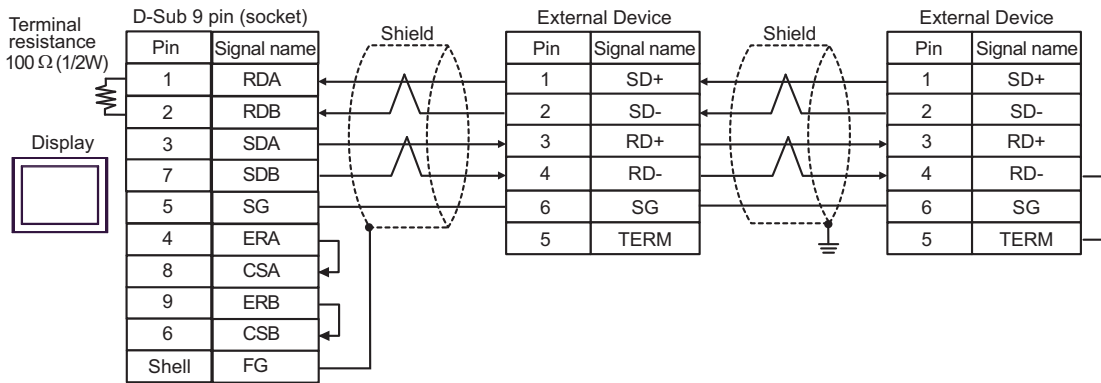 Terminal
resistance
100 Ω (1/2W)
Display
D-Sub 9 pin (socket)
Pin Signal name
1 RDA
2 RDB
3 SDA
7 SDB
5 SG
4 ERA
8 CSA
9 ERB
6 CSB
Shell FG
Shield
External Device
Pin Signal name
1 SD+
2 SD-
3 RD+
4 RD-
6 SG
5 TERM
Shield
External Device
Pin Signal name
1 SD+
2 SD-
3 RD+
4 RD-
6 SG
5 TERM